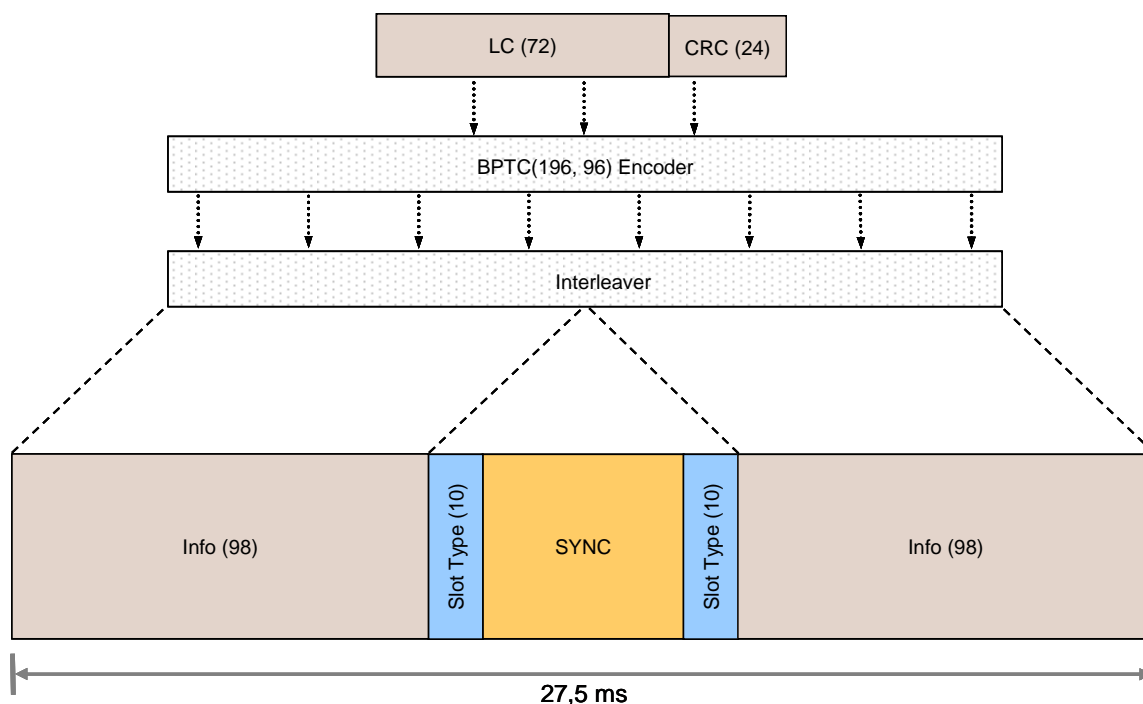 LC (72)
CRC (24)
BPTC(196, 96) Encoder
Interleaver
Info (98)
Slot Type (10)
SYNC
Slot Type (10)
Info (98)
27,5 ms